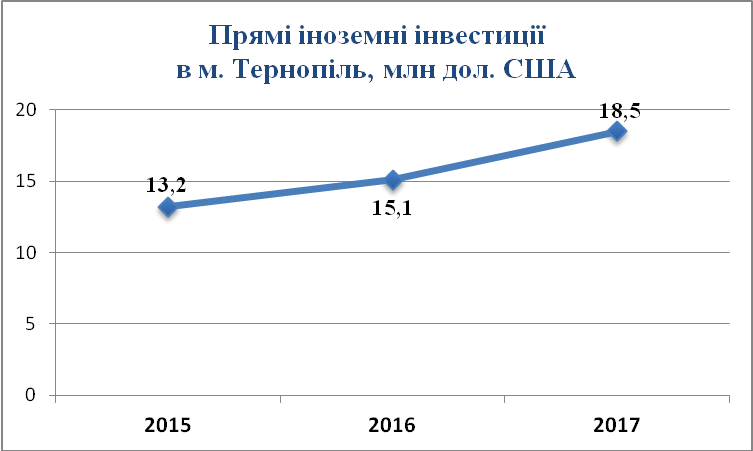 Прямі іноземні інвестиції
в м. Тернопіль, млн дол. США
20
18,5
15
13,2
15,1
10
5
0
2015 2016 2017